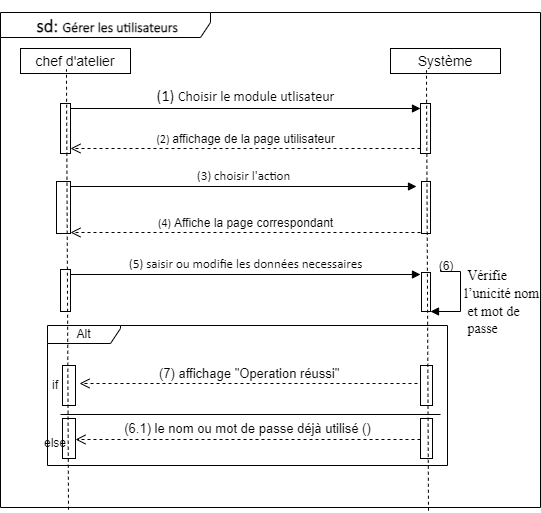 sd: Gérer les utilisateurs
chef d'atelier
Système
(1) Choisir le module utlisateur
(2) affichage de la page utilisateur
(3) choisir l'action
(4) Affiche la page correspondant
(5) saisir ou modifie les données necessaires
(6)
Vérifie
l'unicité nom
et mot de
passe
Alt
(7) affichage "Operation réussi"
if
(6.1) le nom ou mot de passe déjà utilisé ()
else